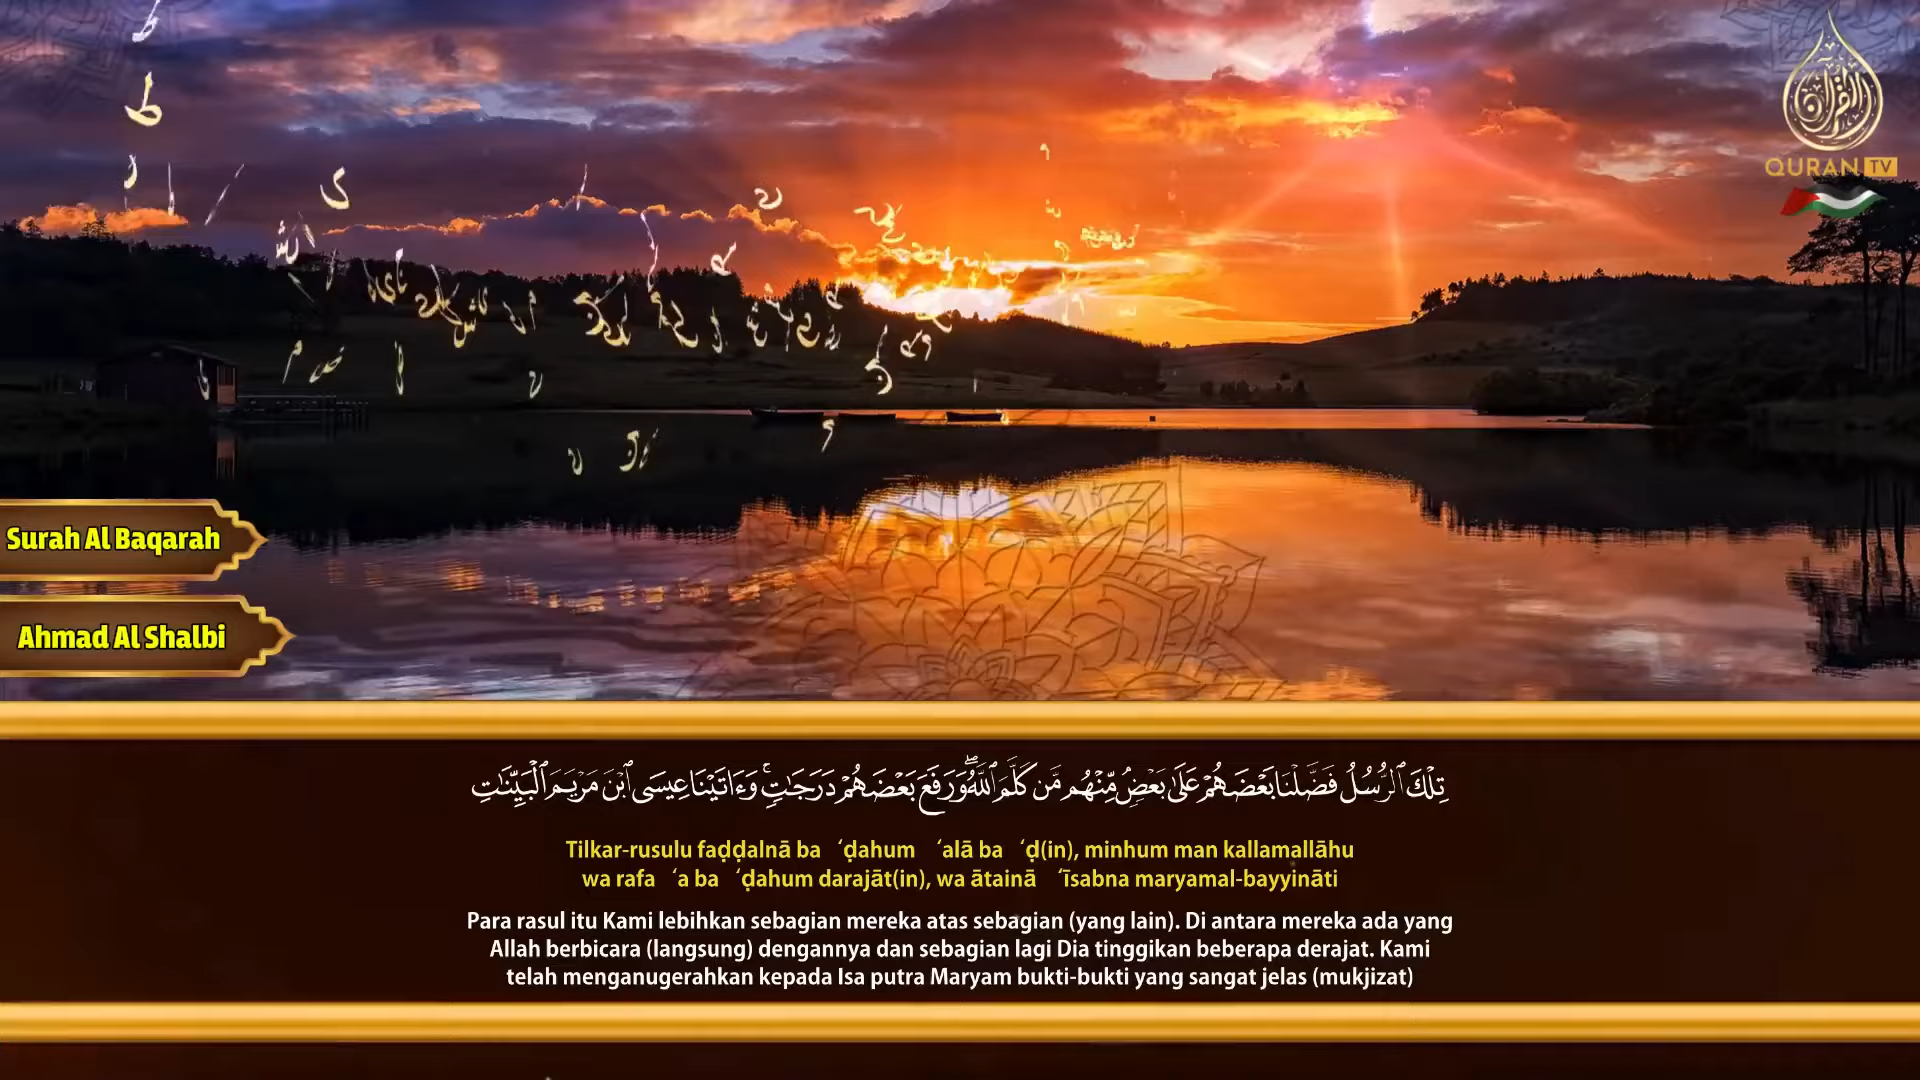 القرآن
QURAN TV
Surah Al Baqarah
Ahmad Al Shalbi
تِلْكَ ٱلرُّسُلُ فَضَّلْنَا بَعْضَهُمْ عَلَىٰ بَعْضٍۢ مِّنْهُم مَّن كَلَّمَ ٱللَّهُ ۖ وَرَفَعَ بَعْضَهُمْ دَرَجَـٰتٍۢ ۚ وَءَاتَيْنَا عِيسَى ٱبْنَ مَرْيَمَ ٱلْبَيِّنَـٰتِ
Tilkar-rusulu faḍḍalnā ba ‘ḍahum ‘alā ba ‘ḍ(in), minhum man kallamallāhu
wa rafa ‘a ba ‘ḍahum darajāt(in), wa ātainā ‘īsabna maryamal-bayyināti
Para rasul itu Kami lebihkan sebagian mereka atas sebagian (yang lain). Di antara mereka ada yang
Allah berbicara (langsung) dengannya dan sebagian lagi Dia tinggikan beberapa derajat. Kami
telah menganugerahkan kepada Isa putra Maryam bukti-bukti yang sangat jelas (mukjizat)